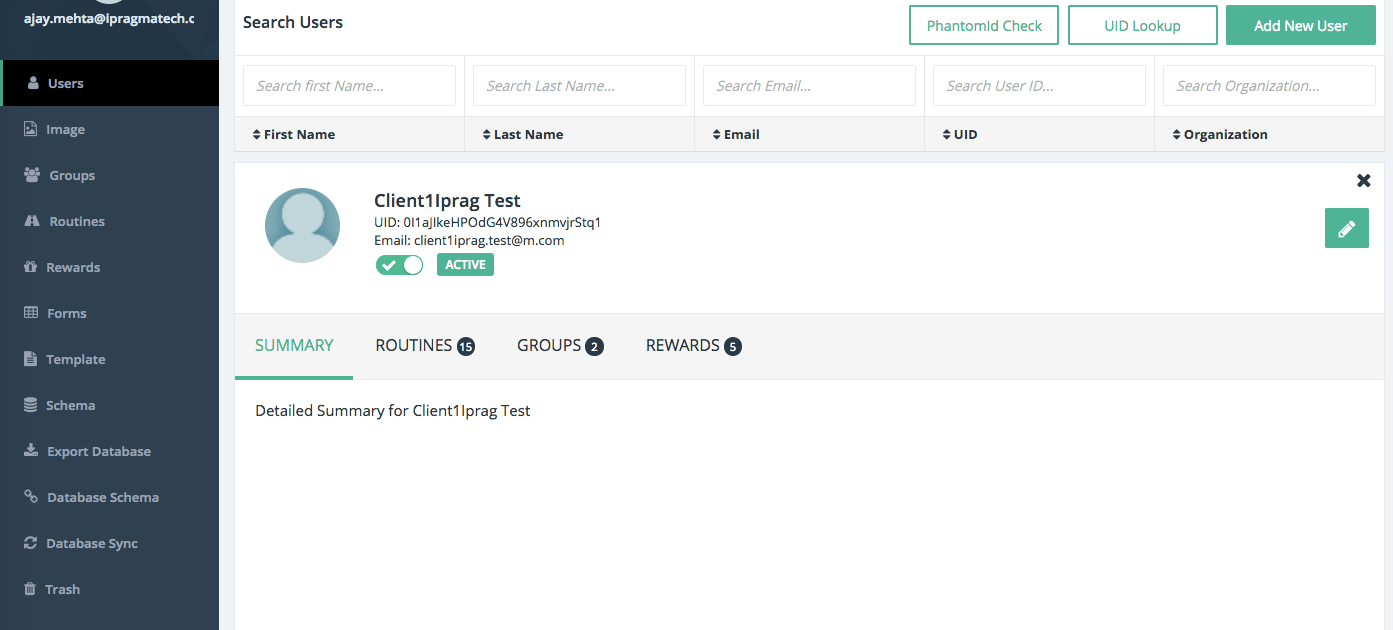 ajay.mehta@ipragmatech.c
Users
Image
Groups
Routines
Rewards
Forms
Template
Schema
Export Database
Database Schema
Database Sync
Trash
Search Users
Phantomid Check
UID Lookup
Add New User
Search first Name...
Search Last Name...
Search Email...
Search User ID...
Search Organization...
First Name
Last Name
Email
UID
Organization
Client1Iprag Test
UID: 0I1aJIkeHPOdG4V896xnmvjrStq1
Email: client1iprag.test@m.com
ACTIVE
SUMMARY
ROUTINES 15
GROUPS 2
REWARDS 5
Detailed Summary for Client1Iprag Test